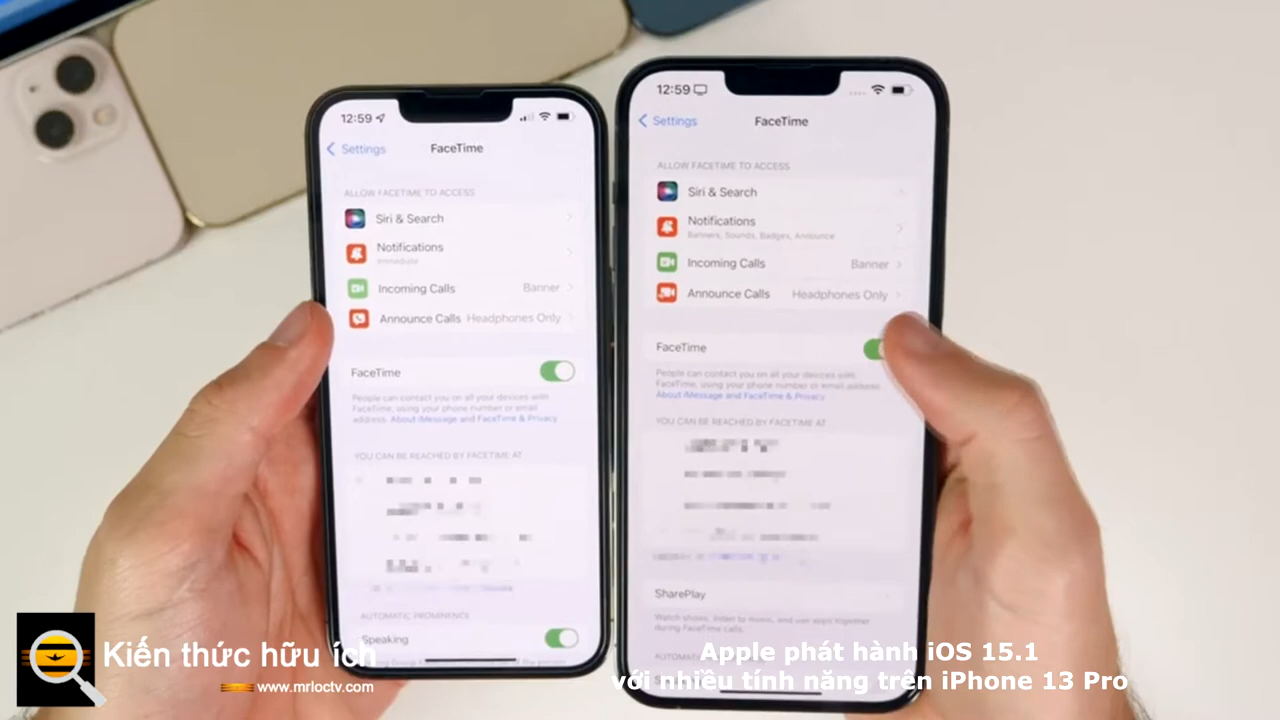 12:59
Settings
FaceTime
ALLOW FACETIME TO ACCESS
Siri & Search
Notifications
Immediate
Incoming Calls
Banner
Announce Calls
Headphones Only
FaceTime
People can contact you on all your devices with
FaceTime, using your phone number or email
address. About iMessage and FaceTime & Privacy
YOU CAN BE REACHED BY FACETIME AT
AUTOMATIC PROMINENCE
Speaking
12:59
Settings
FaceTime
ALLOW FACETIME TO ACCESS
Siri & Search
Notifications
Banners, Sounds, Badges, Announce
Incoming Calls
Banner
Announce Calls
Headphones Only
FaceTime
People can contact you on all your devices with
FaceTime, using your phone number or email address.
About iMessage and FaceTime & Privacy
YOU CAN BE REACHED BY FACETIME AT
SharePlay
Watch shows, listen to music, and use apps together
during FaceTime calls.
Kiến thức hữu ích
www.mrloctv.com
Apple phát hành iOS 15.1
với nhiều tính năng trên iPhone 13 Pro